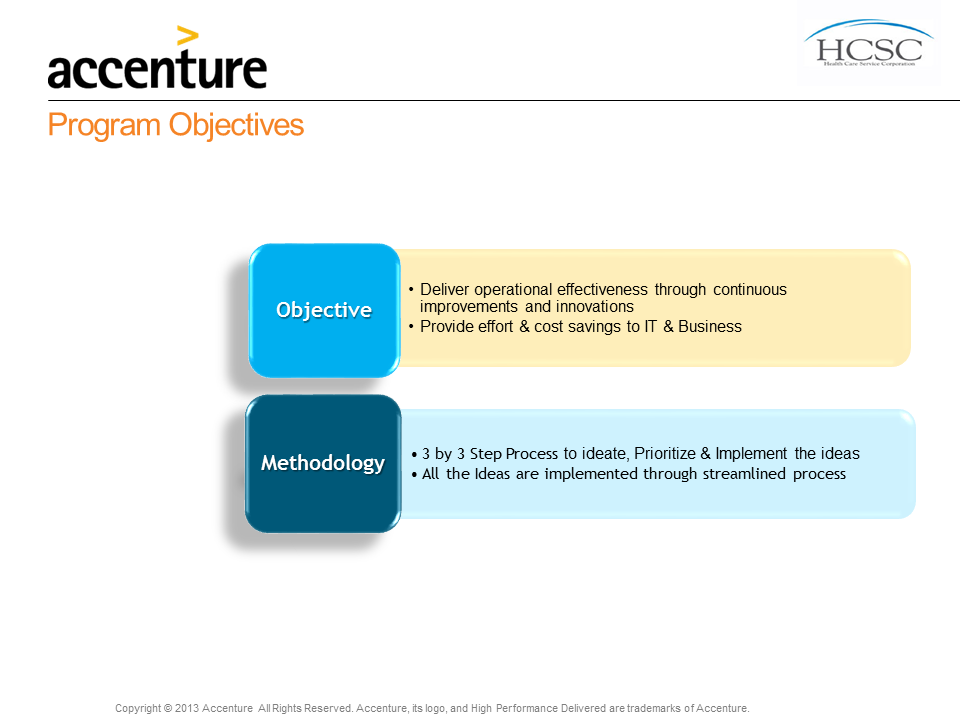 accenture
HCSC
Health Care Service Corporation
Program Objectives
Objective
• Deliver operational effectiveness through continuous
improvements and innovations
• Provide effort & cost savings to IT & Business
Methodology
• 3 by 3 Step Process to ideate, Prioritize & Implement the ideas
• All the Ideas are implemented through streamlined process
Copyright © 2013 Accenture All Rights Reserved. Accenture, its logo, and High Performance Delivered are trademarks of Accenture.